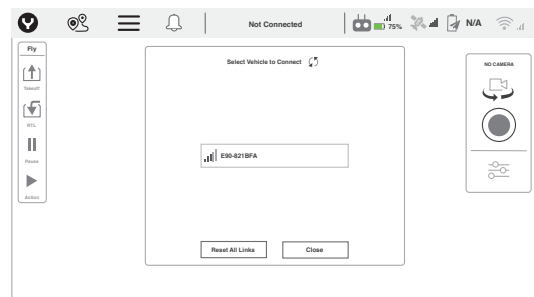 Not Connected
75%
N/A
Fly
Takeoff
RTL
Pause
Action
Select Vehicle to Connect
E90-821BFA
Reset All Links
Close
NO CAMERA